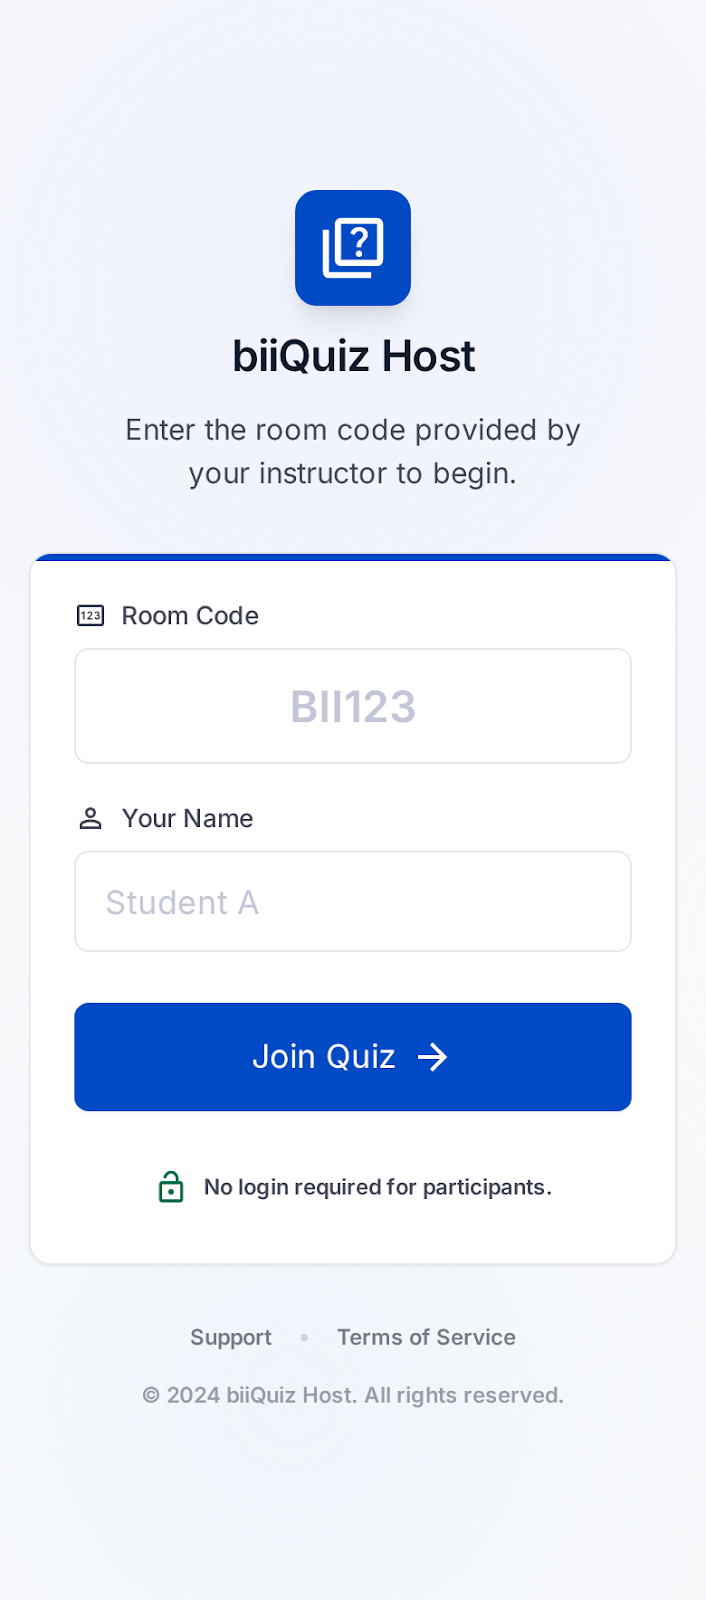 ?
biiQuiz Host
Enter the room code provided by
your instructor to begin.
123
Room Code
BII123
Your Name
Student A
Join Quiz
No login required for participants.
Support • Terms of Service
© 2024 biiQuiz Host. All rights reserved.